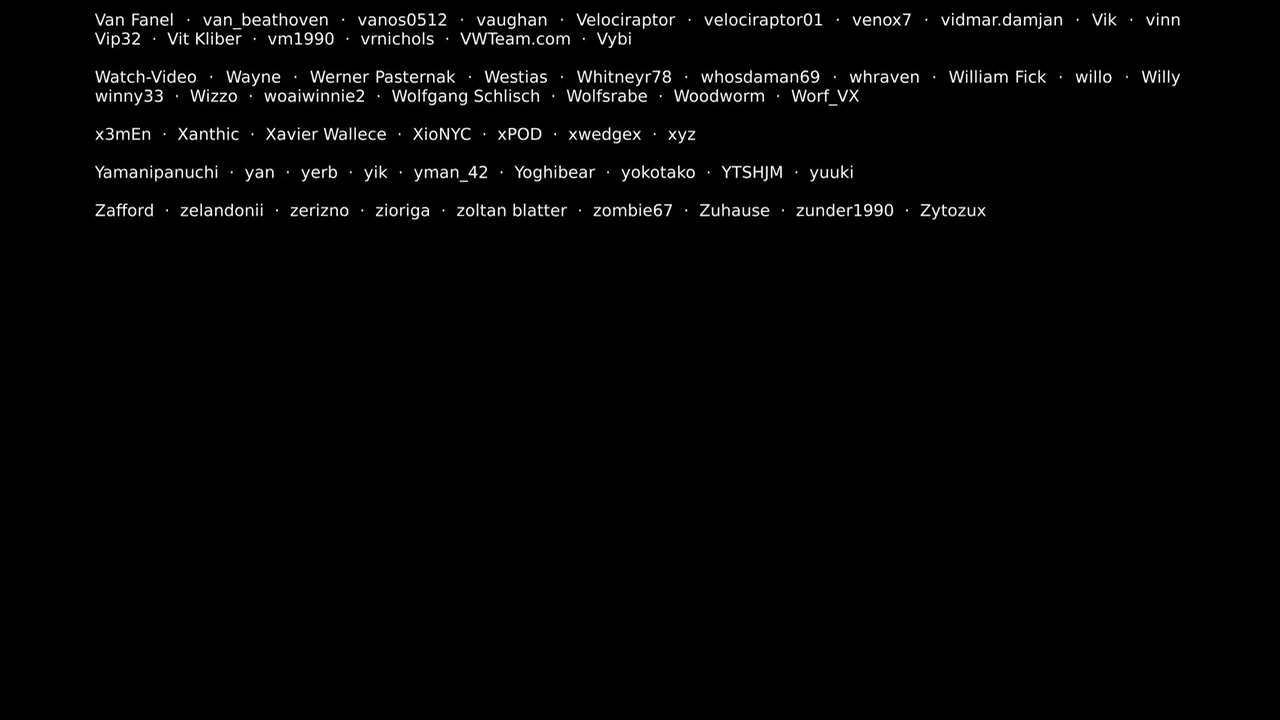 Van Fanel · van_beathoven · vanos0512 · vaughan · Velociraptor · velociraptor01 · venox7 · vidmar.damjan · Vik · vinn
Vip32 · Vit Kliber · vm1990 · vrnichols · VWTeam.com · Vybi
Watch-Video · Wayne · Werner Pasternak · Westias · Whitneyr78 · whosdaman69 · whraven · William Fick · willo · Willy
winny33 · Wizzo · woaiwinnie2 · Wolfgang Schlisch · Wolfsrabe · Woodworm · Worf_VX
x3mEn · Xanthic · Xavier Wallece · XioNYC · xPOD · xwedgex · xyz
Yamanipanuchi · yan · yerb · yik · yman_42 · Yoghibear · yokotako · YTSHJM · yuuki
Zafford · zelandonii · zerizno · zioriga · zoltan blatter · zombie67 · Zuhause · zunder1990 · Zytozux